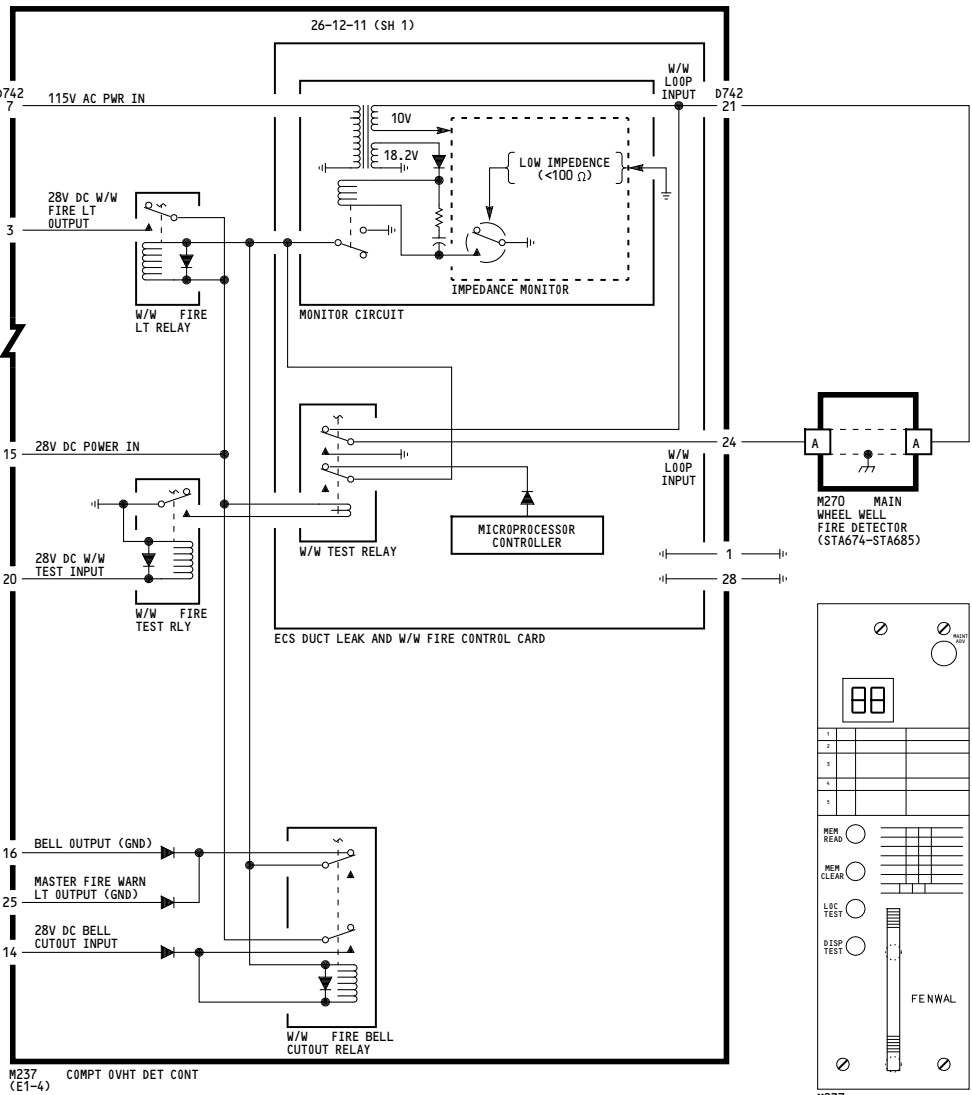 26-12-11 (SH 1)
D742
7
115V AC PWR IN
10V
18.2V
LOW IMPEDENCE
(<100 Ω)
IMPEDANCE MONITOR
MONITOR CIRCUIT
W/W
LOOP
INPUT
D742
21
28V DC W/W
FIRE LT
OUTPUT
3
W/W FIRE
LT RELAY
15
28V DC POWER IN
24
W/W
LOOP
INPUT
A
A
M270 MAIN
WHEEL WELL
FIRE DETECTOR
(STA674-STA685)
W/W TEST RELAY
MICROPROCESSOR
CONTROLLER
28V DC W/W
TEST INPUT
20
W/W FIRE
TEST RLY
1
28
ECS DUCT LEAK AND W/W FIRE CONTROL CARD
16
BELL OUTPUT (GND)
25
MASTER FIRE WARN
LT OUTPUT (GND)
14
28V DC BELL
CUTOUT INPUT
W/W FIRE BELL
CUTOUT RELAY
M237 COMPT OVHT DET CONT
(E1-4)
MAINT
ADV
88
1
2
3
4
5
MEM
READ
MEM
CLEAR
LOC
TEST
DISP
TEST
FENWAL